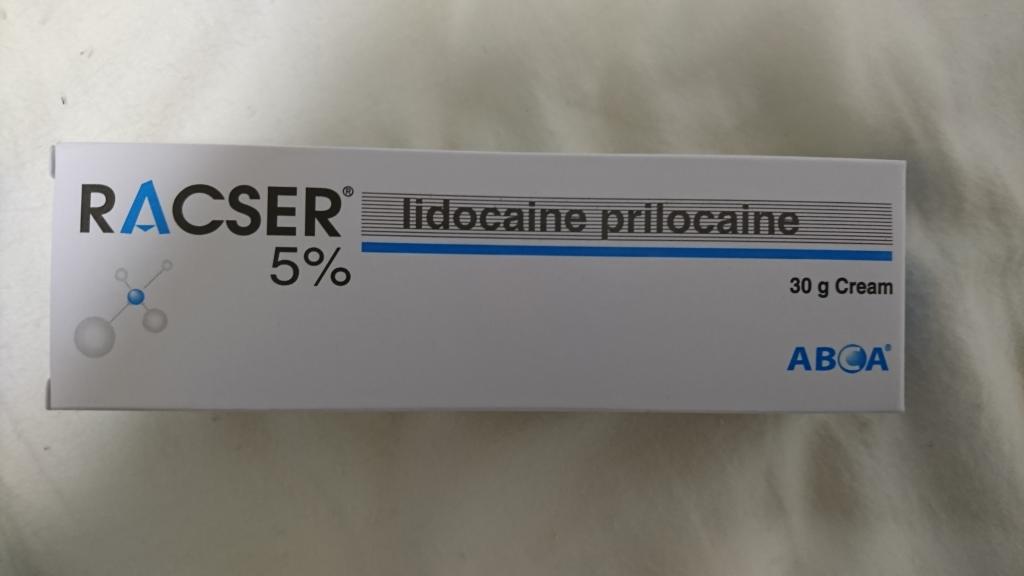 RACSER®
5%
lidocaine prilocaine
30 g Cream
ABOA®